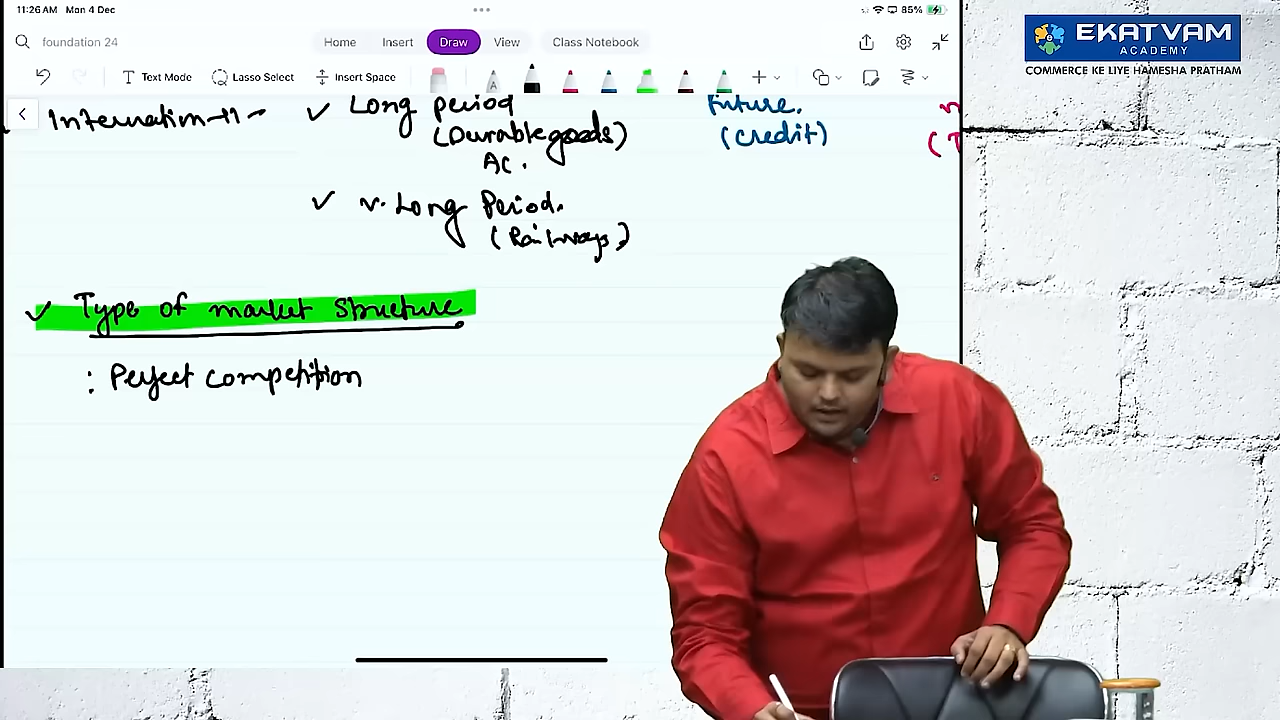 11:26 AM Mon 4 Dec
85%
foundation 24
Home Insert Draw View Class Notebook
Text Mode Lasso Select Insert Space
EKATVAM
ACADEMY
COMMERCE KE LIYE HAMESHA PRATHAM
✓ Long period
(Durable goods)
AC.
future.
(credit)
✓ v. Long Period.
(Railways)
✓ Type of market structure
: Perfect competition